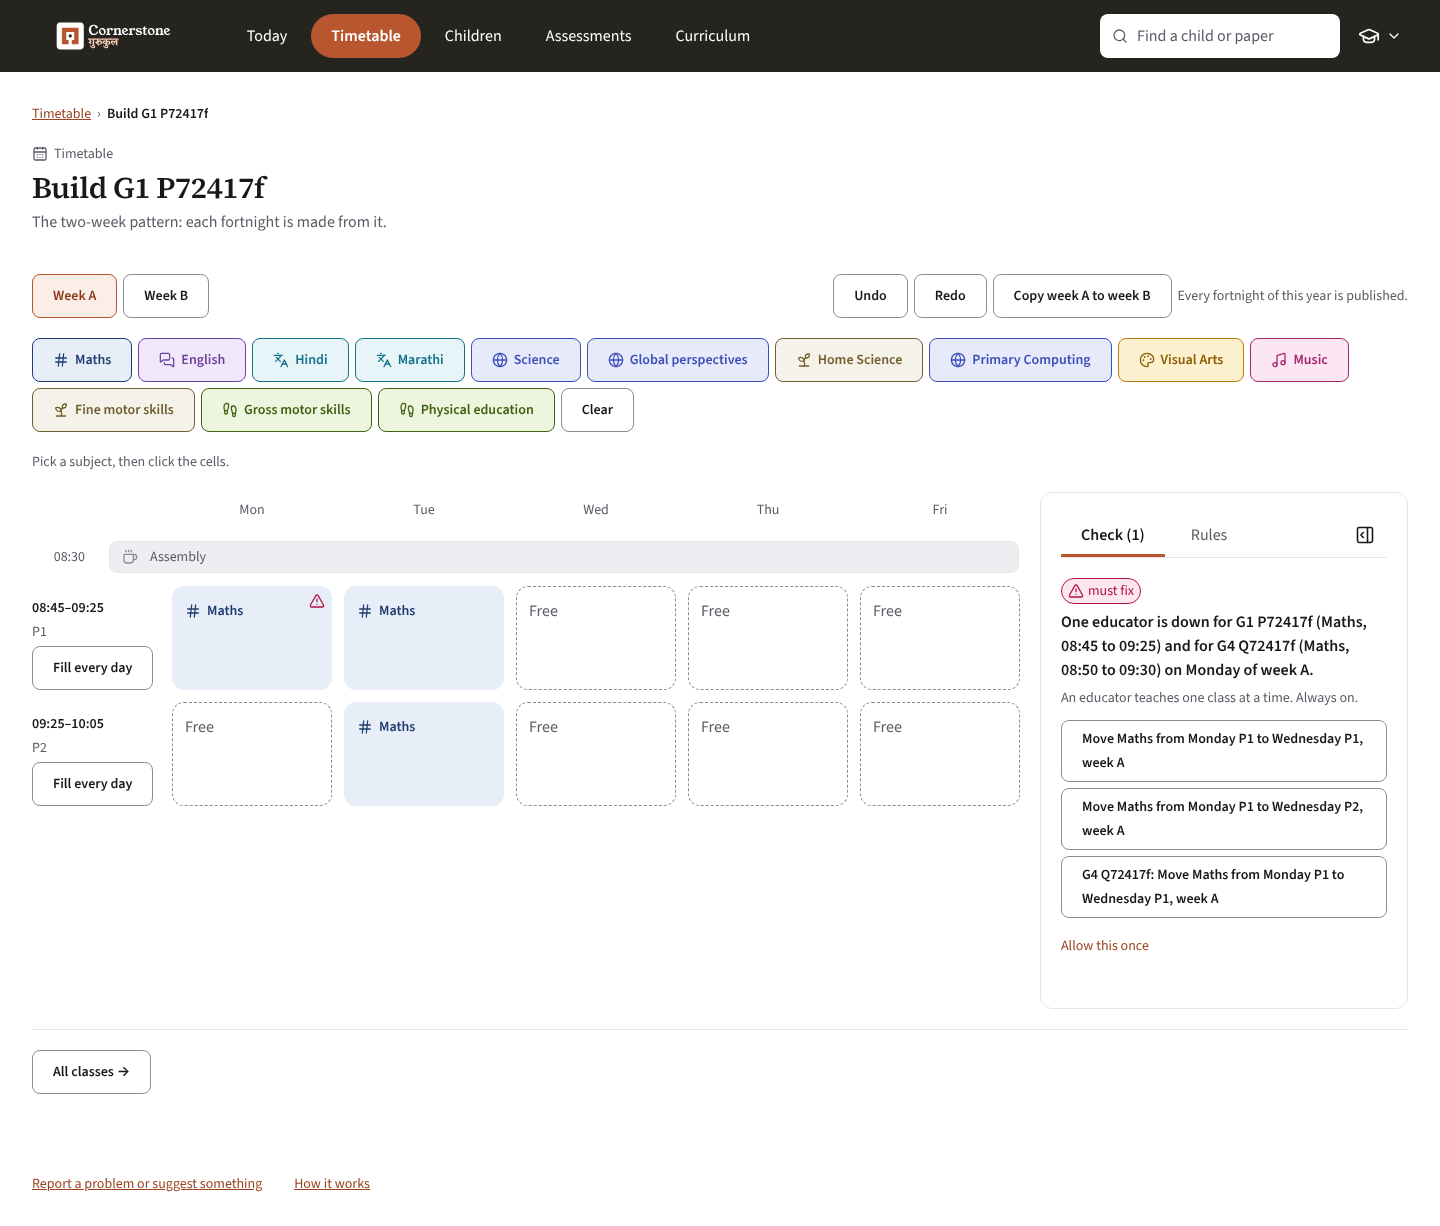 Cornerstone
गुरुकुल
Today
Timetable
Children
Assessments
Curriculum
Find a child or paper
Timetable › Build G1 P72417f
Timetable
Build G1 P72417f
The two-week pattern: each fortnight is made from it.
Week A
Week B
Undo
Redo
Copy week A to week B
Every fortnight of this year is published.
Maths
English
Hindi
Marathi
Science
Global perspectives
Home Science
Primary Computing
Visual Arts
Music
Fine motor skills
Gross motor skills
Physical education
Clear
Pick a subject, then click the cells.
Mon
Tue
Wed
Thu
Fri
08:30
Assembly
08:45–09:25
P1
Fill every day
Maths
Maths
Free
Free
Free
09:25–10:05
P2
Fill every day
Free
Maths
Free
Free
Free
Check (1)
Rules
must fix
One educator is down for G1 P72417f (Maths,
08:45 to 09:25) and for G4 Q72417f (Maths,
08:50 to 09:30) on Monday of week A.
An educator teaches one class at a time. Always on.
Move Maths from Monday P1 to Wednesday P1,
week A
Move Maths from Monday P1 to Wednesday P2,
week A
G4 Q72417f: Move Maths from Monday P1 to
Wednesday P1, week A
Allow this once
All classes →
Report a problem or suggest something
How it works